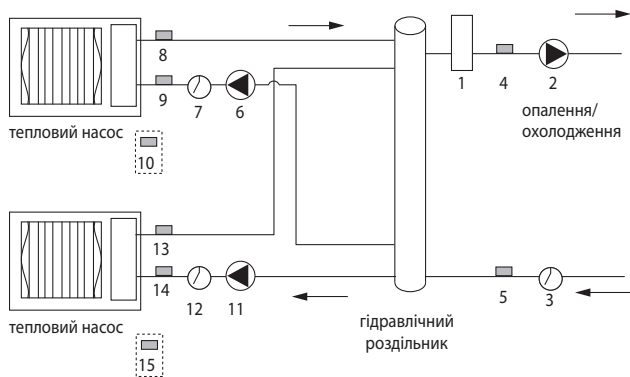 8
9
7
6
1
4
2
тепловий насос
опалення/
охолодження
10
13
14
12
11
5
3
тепловий насос
гідравлічний
роздільник
15